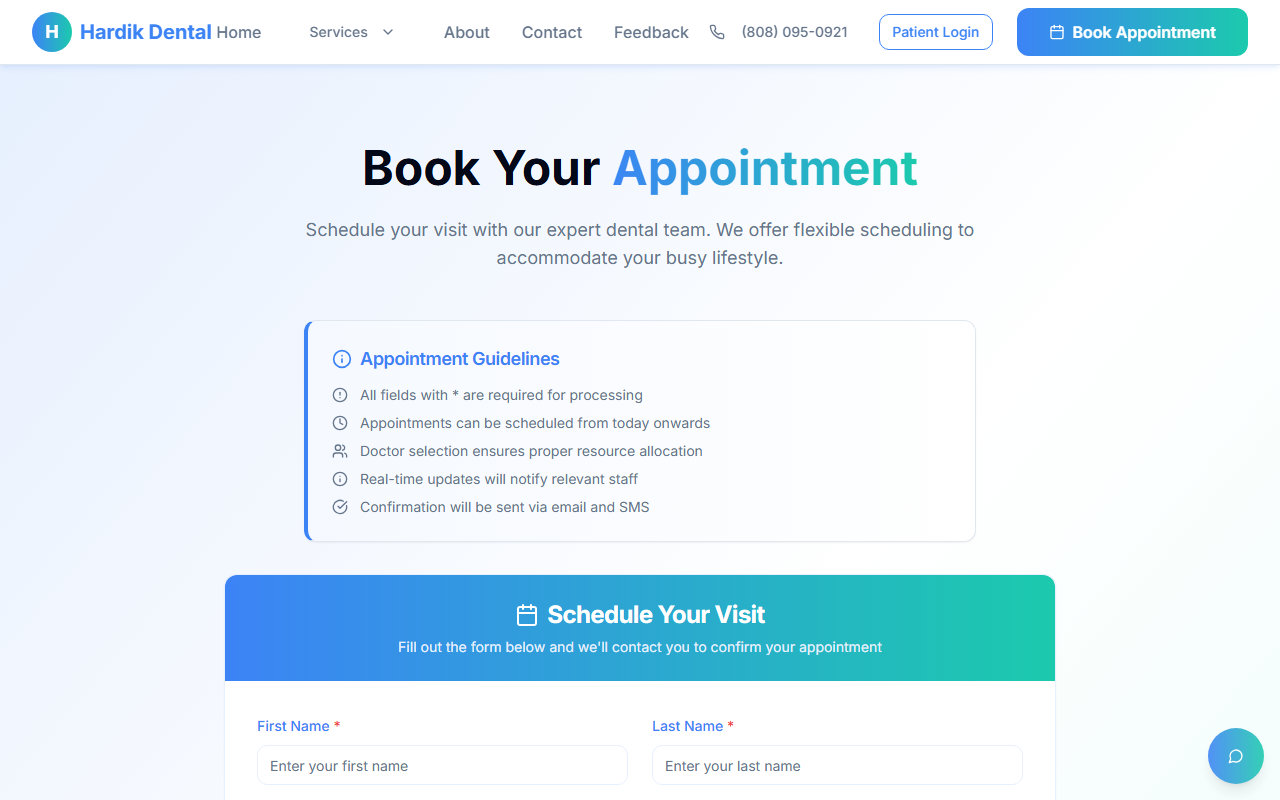 H Hardik Dental Home Services About Contact Feedback (808) 095-0921 Patient Login Book Appointment
Book Your Appointment
Schedule your visit with our expert dental team. We offer flexible scheduling to
accommodate your busy lifestyle.
Appointment Guidelines
All fields with * are required for processing
Appointments can be scheduled from today onwards
Doctor selection ensures proper resource allocation
Real-time updates will notify relevant staff
Confirmation will be sent via email and SMS
Schedule Your Visit
Fill out the form below and we'll contact you to confirm your appointment
First Name * Last Name *
Enter your first name Enter your last name